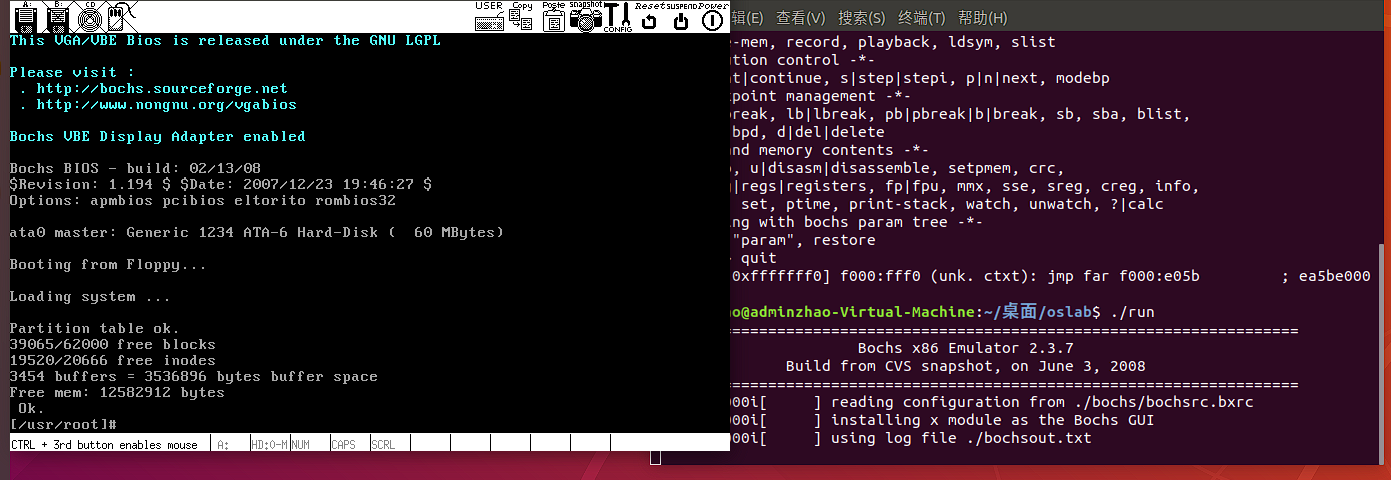 A: B: CD USER Copy Paste snapshot CONFIG Reset SUSPEND Power
This VGA/VBE Bios is released under the GNU LGPL
Please visit :
. http://bochs.sourceforge.net
. http://www.nongnu.org/vgabios
Bochs VBE Display Adapter enabled
Bochs BIOS - build: 02/13/08
$Revision: 1.194 $ $Date: 2007/12/23 19:46:27 $
Options: apmbios pcibios eltorito rombios32
ata0 master: Generic 1234 ATA-6 Hard-Disk ( 60 MBytes)
Booting from Floppy...
Loading system ...
Partition table ok.
39065/62000 free blocks
19520/20666 free inodes
3454 buffers = 3536896 bytes buffer space
Free mem: 12582912 bytes
Ok.
[/usr/root]#
CTRL + 3rd button enables mouse A: HD:0-M NUM CAPS SCRL
辑(E) 查看(V) 搜索(S) 终端(T) 帮助(H)
-mem, record, playback, ldsym, slist
ution control -*-
t|continue, s|step|stepi, p|n|next, modebp
kpoint management -*-
reak, lb|lbreak, pb|pbreak|b|break, sb, sba, blist,
bpd, d|del|delete
and memory contents -*-
, u|disasm|disassemble, setpmem, crc,
|regs|registers, fp|fpu, mmx, sse, sreg, creg, info,
set, ptime, print-stack, watch, unwatch, ?|calc
ng with bochs param tree -*-
"param", restore
quit
0xfffffff0] f000:fff0 (unk. ctxt): jmp far f000:e05b ; ea5be000
o@adminzhao-Virtual-Machine:~/桌面/oslab$ ./run
================================================================
Bochs x86 Emulator 2.3.7
Build from CVS snapshot, on June 3, 2008
================================================================
000i[ ] reading configuration from ./bochs/bochsrc.bxrc
000i[ ] installing x module as the Bochs GUI
000i[ ] using log file ./bochsout.txt